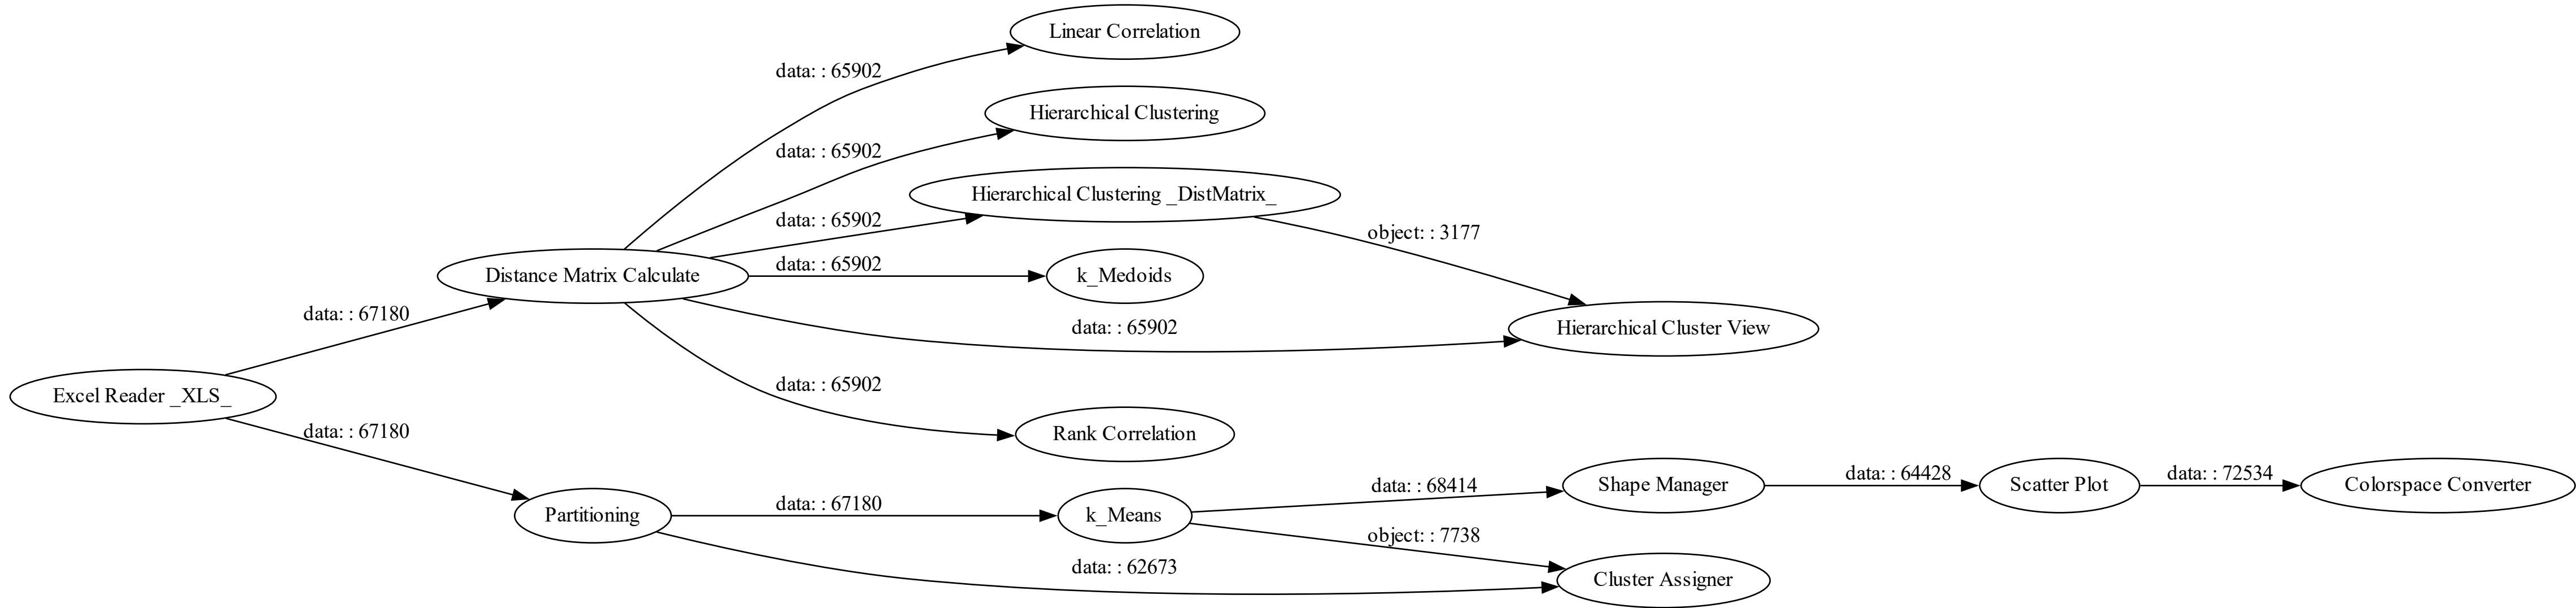 Linear Correlation
data: : 65902
Hierarchical Clustering
data: : 65902
Hierarchical Clustering _DistMatrix_
data: : 65902
object: : 3177
Distance Matrix Calculate
data: : 65902
k_Medoids
data: : 67180
data: : 65902
Hierarchical Cluster View
Excel Reader _XLS_
data: : 65902
data: : 67180
Rank Correlation
Partitioning
data: : 67180
k_Means
data: : 68414
Shape Manager
data: : 64428
Scatter Plot
data: : 72534
Colorspace Converter
object: : 7738
data: : 62673
Cluster Assigner